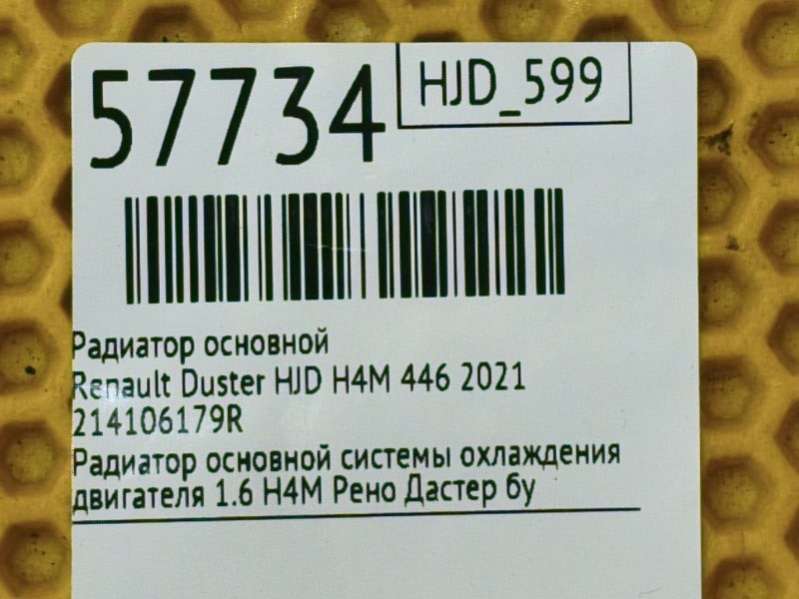 57734
HJD_599
Радиатор основной
Renault Duster HJD H4M 446 2021
214106179R
Радиатор основной системы охлаждения
двигателя 1.6 H4M Рено Дастер бу